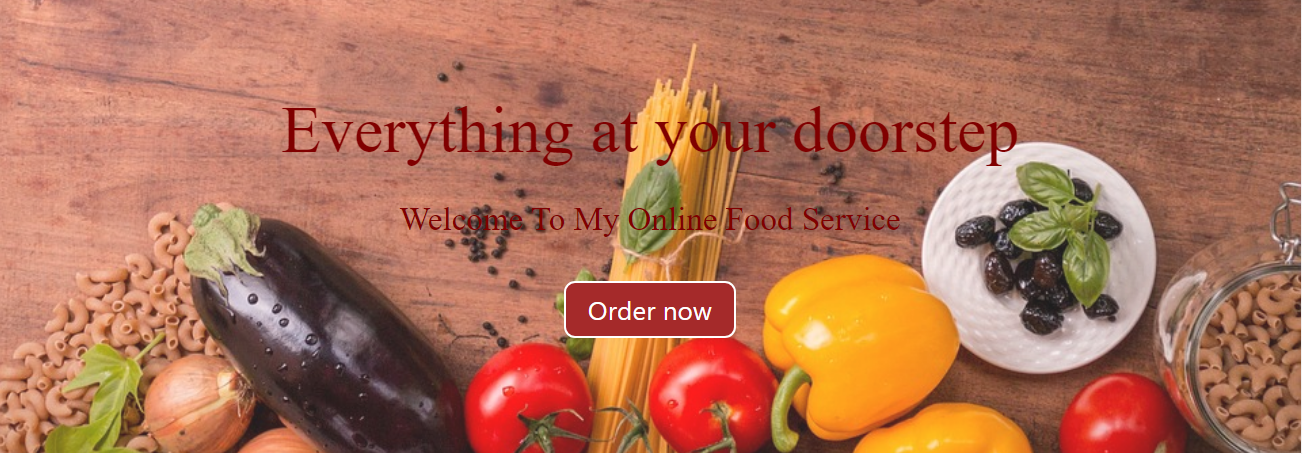 Everything at your doorstep
Welcome To My Online Food Service
Order now